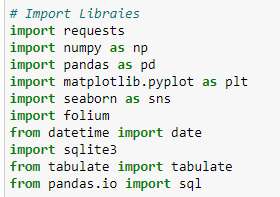 # Import Libraies
import requests
import numpy as np
import pandas as pd
import matplotlib.pyplot as plt
import seaborn as sns
import folium
from datetime import date
import sqlite3
from tabulate import tabulate
from pandas.io import sql